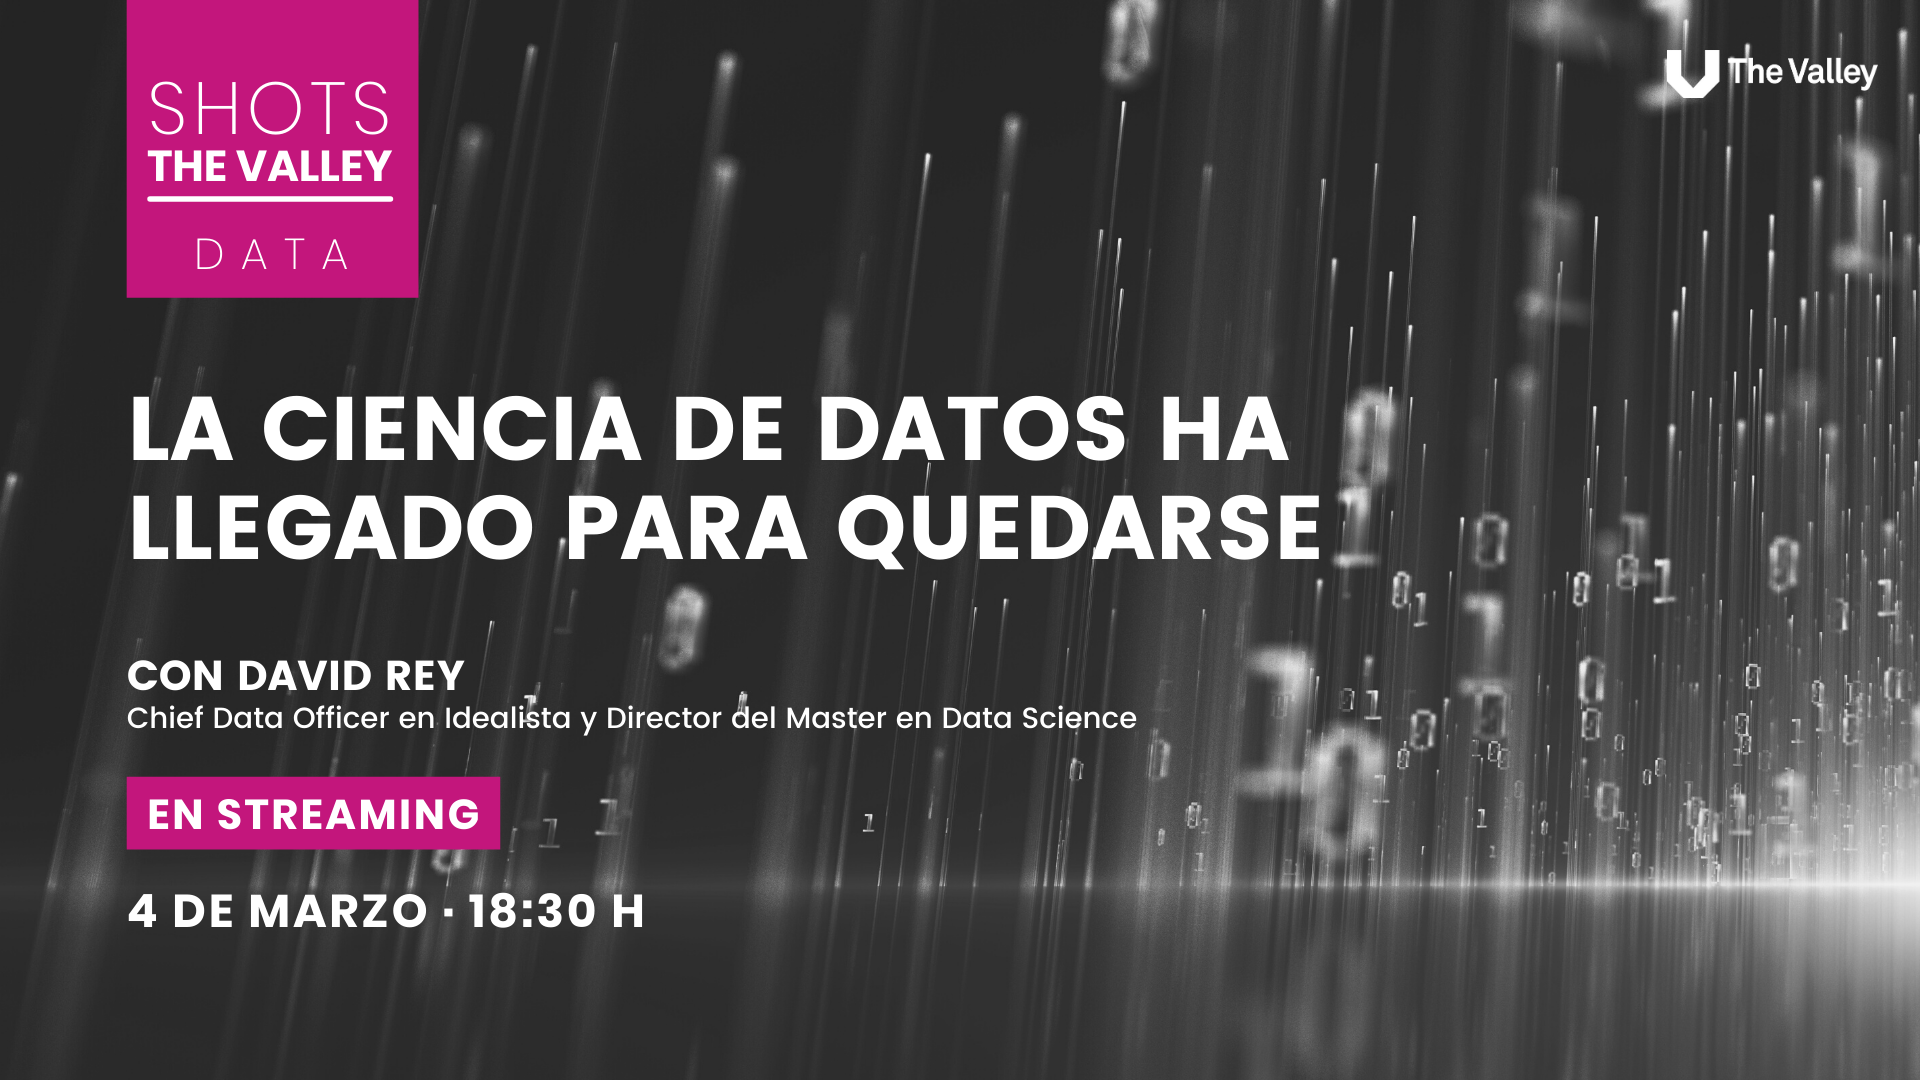 SHOTS
THE VALLEY
DATA
The Valley
LA CIENCIA DE DATOS HA
LLEGADO PARA QUEDARSE
CON DAVID REY
Chief Data Officer en Idealista y Director del Master en Data Science
EN STREAMING
4 DE MARZO · 18:30 H